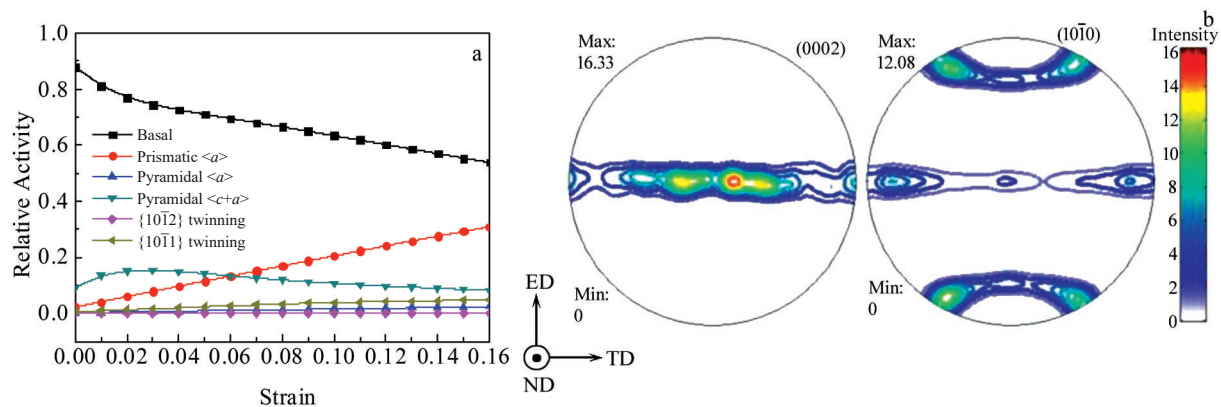 a
1.0
0.8
0.6
0.4
0.2
0.0
Relative Activity
Basal
Prismatic <a>
Pyramidal <a>
Pyramidal <c+a>
{101̄2} twinning
{101̄1} twinning
0.00 0.02 0.04 0.06 0.08 0.10 0.12 0.14 0.16
Strain
ED
TD
ND
Max:
16.33
(0002)
Min:
0
Max:
12.08
(101̄0)
Min:
0
b
Intensity
16
14
12
10
8
6
4
2
0